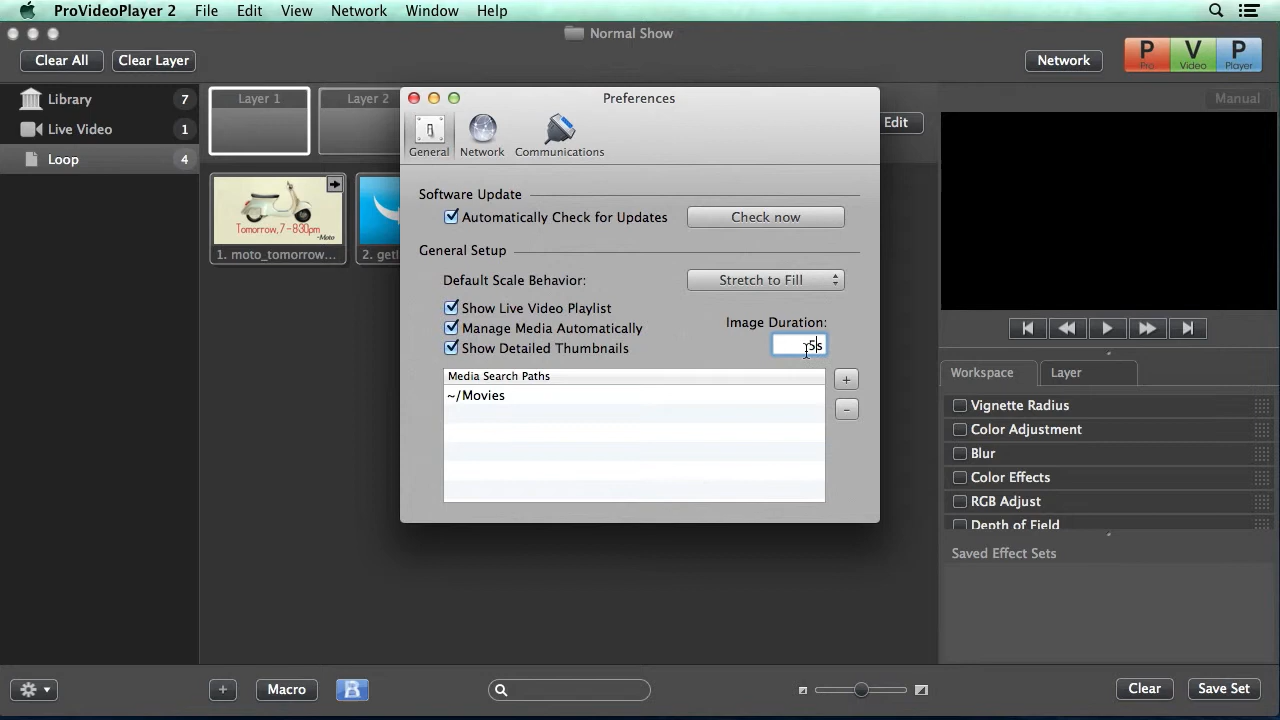 ProVideoPlayer 2 File Edit View Network Window Help
Normal Show
Clear All Clear Layer Network P Pro V Video P Player
Library 7
Live Video 1
Loop 4
Layer 1 Layer 2 Edit Manual
Tomorrow, 7-830pm
-Moto
1. moto_tomorrow... 2. getl
Preferences
General Network Communications
Software Update
Automatically Check for Updates Check now
General Setup
Default Scale Behavior: Stretch to Fill
Show Live Video Playlist
Manage Media Automatically
Show Detailed Thumbnails
Image Duration:
5s
Media Search Paths
~/Movies
+
-
Workspace Layer
Vignette Radius
Color Adjustment
Blur
Color Effects
RGB Adjust
Depth of Field
Saved Effect Sets
+ Macro B Clear Save Set